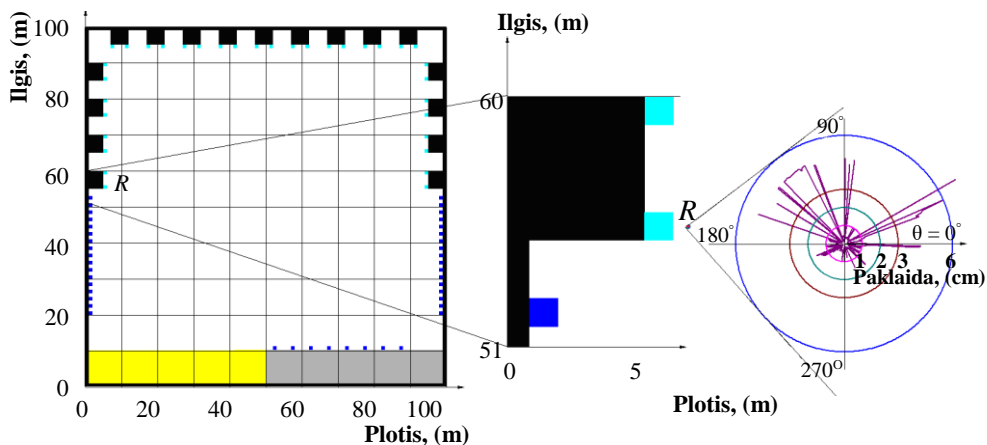 Ilgis, (m)
100
80
60
40
20
0
R
0 20 40 60 80 100
Plotis, (m)
Ilgis, (m)
60
51
0 5
Plotis, (m)
R
90°
180°
θ = 0°
1 2 3 6
Paklaida, (cm)
270O